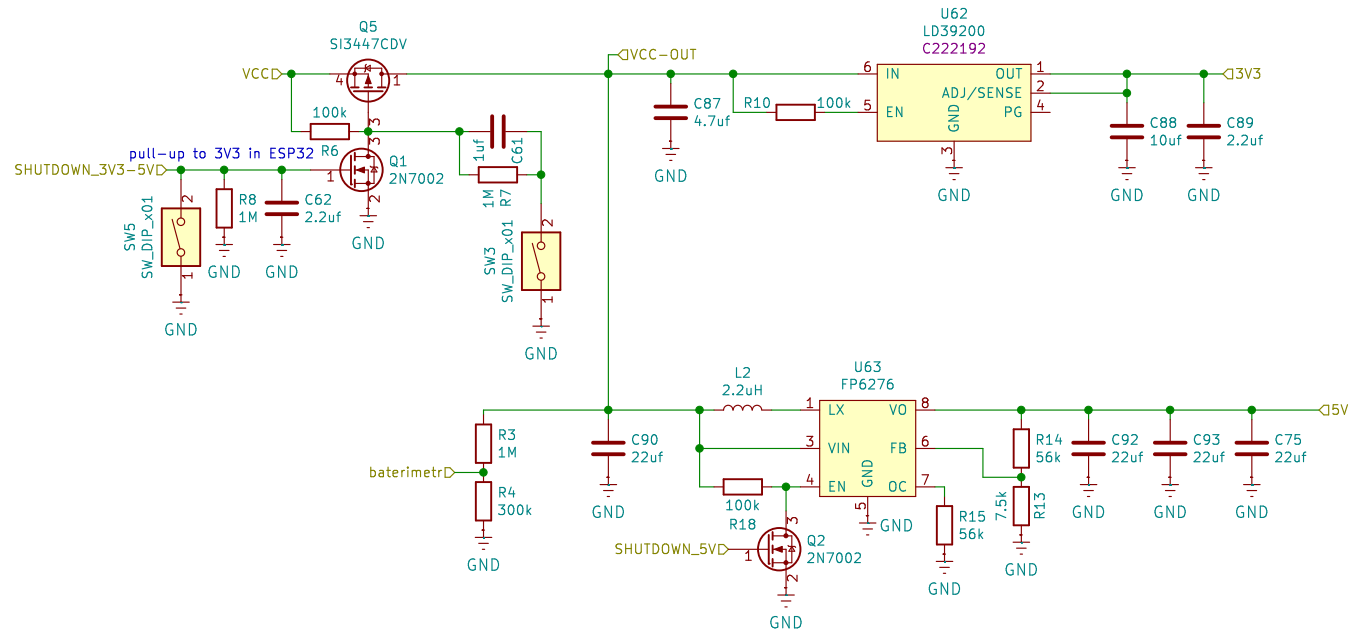 Q5
SI3447CDV
VCC
4
1
3
100k
R6
pull-up to 3V3 in ESP32
SHUTDOWN_3V3-5V
1
3
2
Q1
2N7002
GND
SW5
SW_DIP_x01
2
1
GND
R8
1M
GND
C62
2.2uf
GND
1uf
C61
1M
R7
SW3
SW_DIP_x01
2
1
GND
VCC-OUT
C87
4.7uf
GND
R10
100k
U62
LD39200
C222192
6
IN
5
EN
OUT
1
ADJ/SENSE
2
PG
4
GND
3
GND
3V3
C88
10uf
GND
C89
2.2uf
GND
baterimetr
R3
1M
R4
300k
GND
C90
22uf
GND
L2
2.2uH
100k
R18
SHUTDOWN_5V
1
3
2
Q2
2N7002
GND
U63
FP6276
1
LX
3
VIN
4
EN
VO
8
FB
6
OC
7
GND
5
GND
R15
56k
GND
R14
56k
7.5k
R13
GND
C92
22uf
GND
C93
22uf
GND
C75
22uf
GND
5V